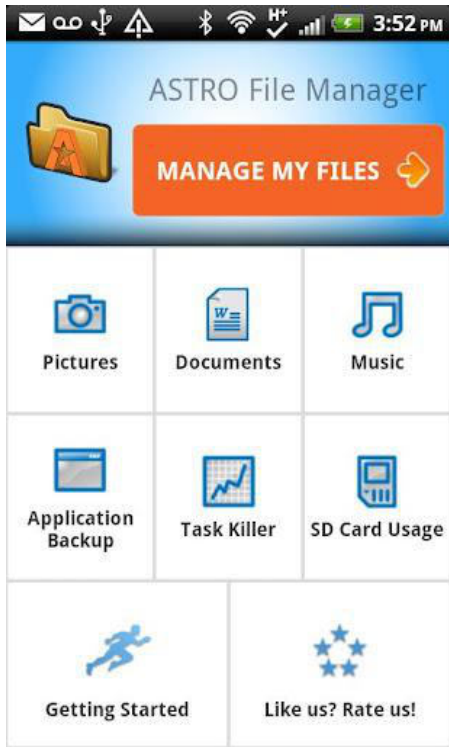 H+
3:52 PM
ASTRO File Manager
MANAGE MY FILES
A
W
Pictures
Documents
Music
Application
Backup
Task Killer
SD Card Usage
Getting Started
Like us? Rate us!